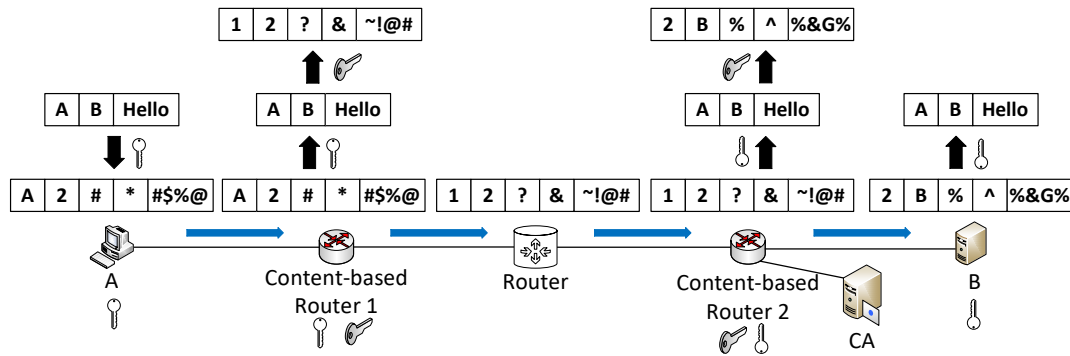 1 2 ? & ~!@#
2 B % ^ %&G%
A B Hello
A B Hello
A B Hello
A B Hello
A 2 # * #$%@
A 2 # * #$%@
1 2 ? & ~!@#
1 2 ? & ~!@#
2 B % ^ %&G%
A
Content-based
Router 1
Router
Content-based
Router 2
CA
B